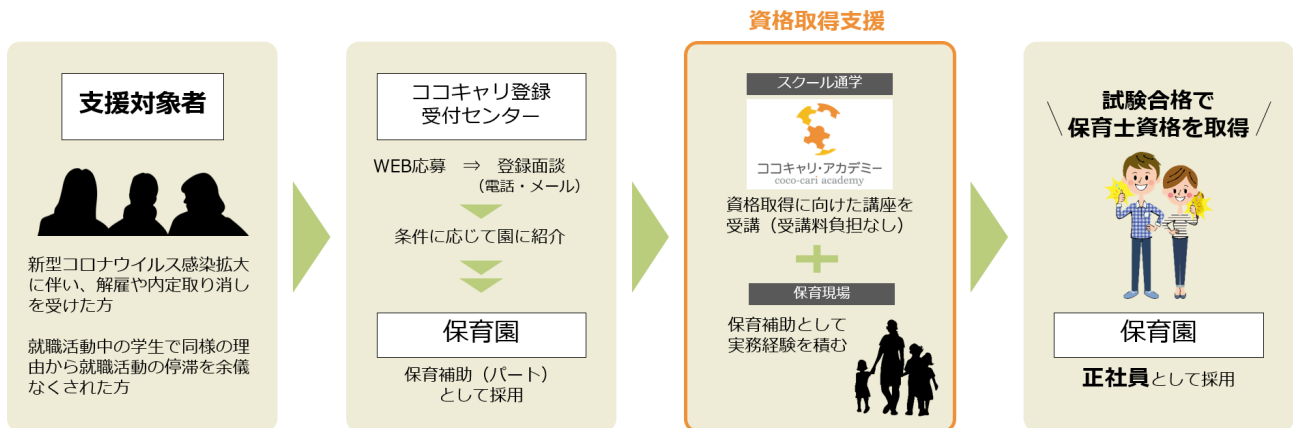 支援対象者
新型コロナウイルス感染拡大
に伴い、解雇や内定取り消し
を受けた方
就職活動中の学生で同様の理
由から就職活動の停滞を余儀
なくされた方
ココキャリ登録
受付センター
WEB応募 ⇒ 登録面談
（電話・メール）
条件に応じて園に紹介
保育園
保育補助（パート）
として採用
資格取得支援
スクール通学
ココキャリ・アカデミー
coco-cari academy
資格取得に向けた講座を
受講（受講料負担なし）
保育現場
保育補助として
実務経験を積む
試験合格で
保育士資格を取得
保育園
正社員として採用